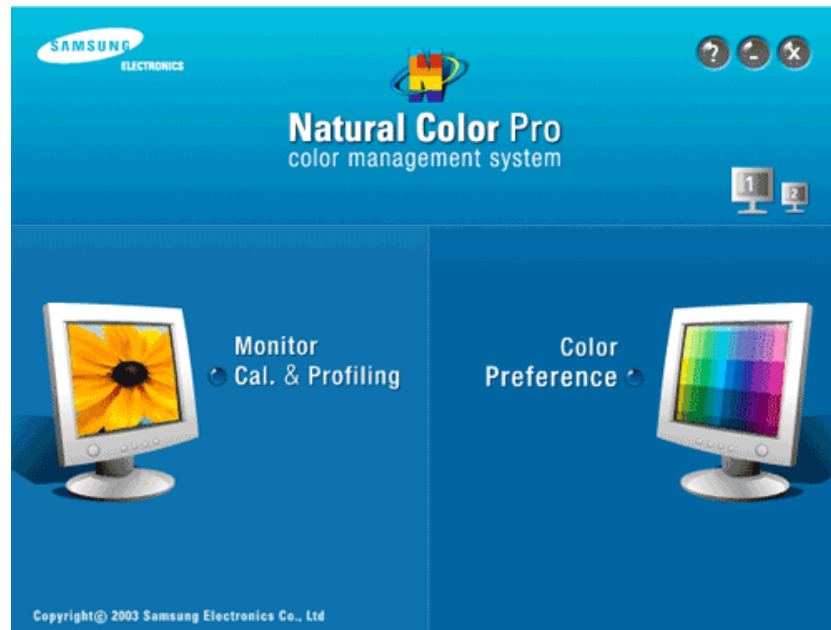 SAMSUNG
ELECTRONICS
N
Natural Color Pro
color management system
? - x
1 2
Monitor
Cal. & Profiling
Color
Preference
Copyright© 2003 Samsung Electronics Co., Ltd